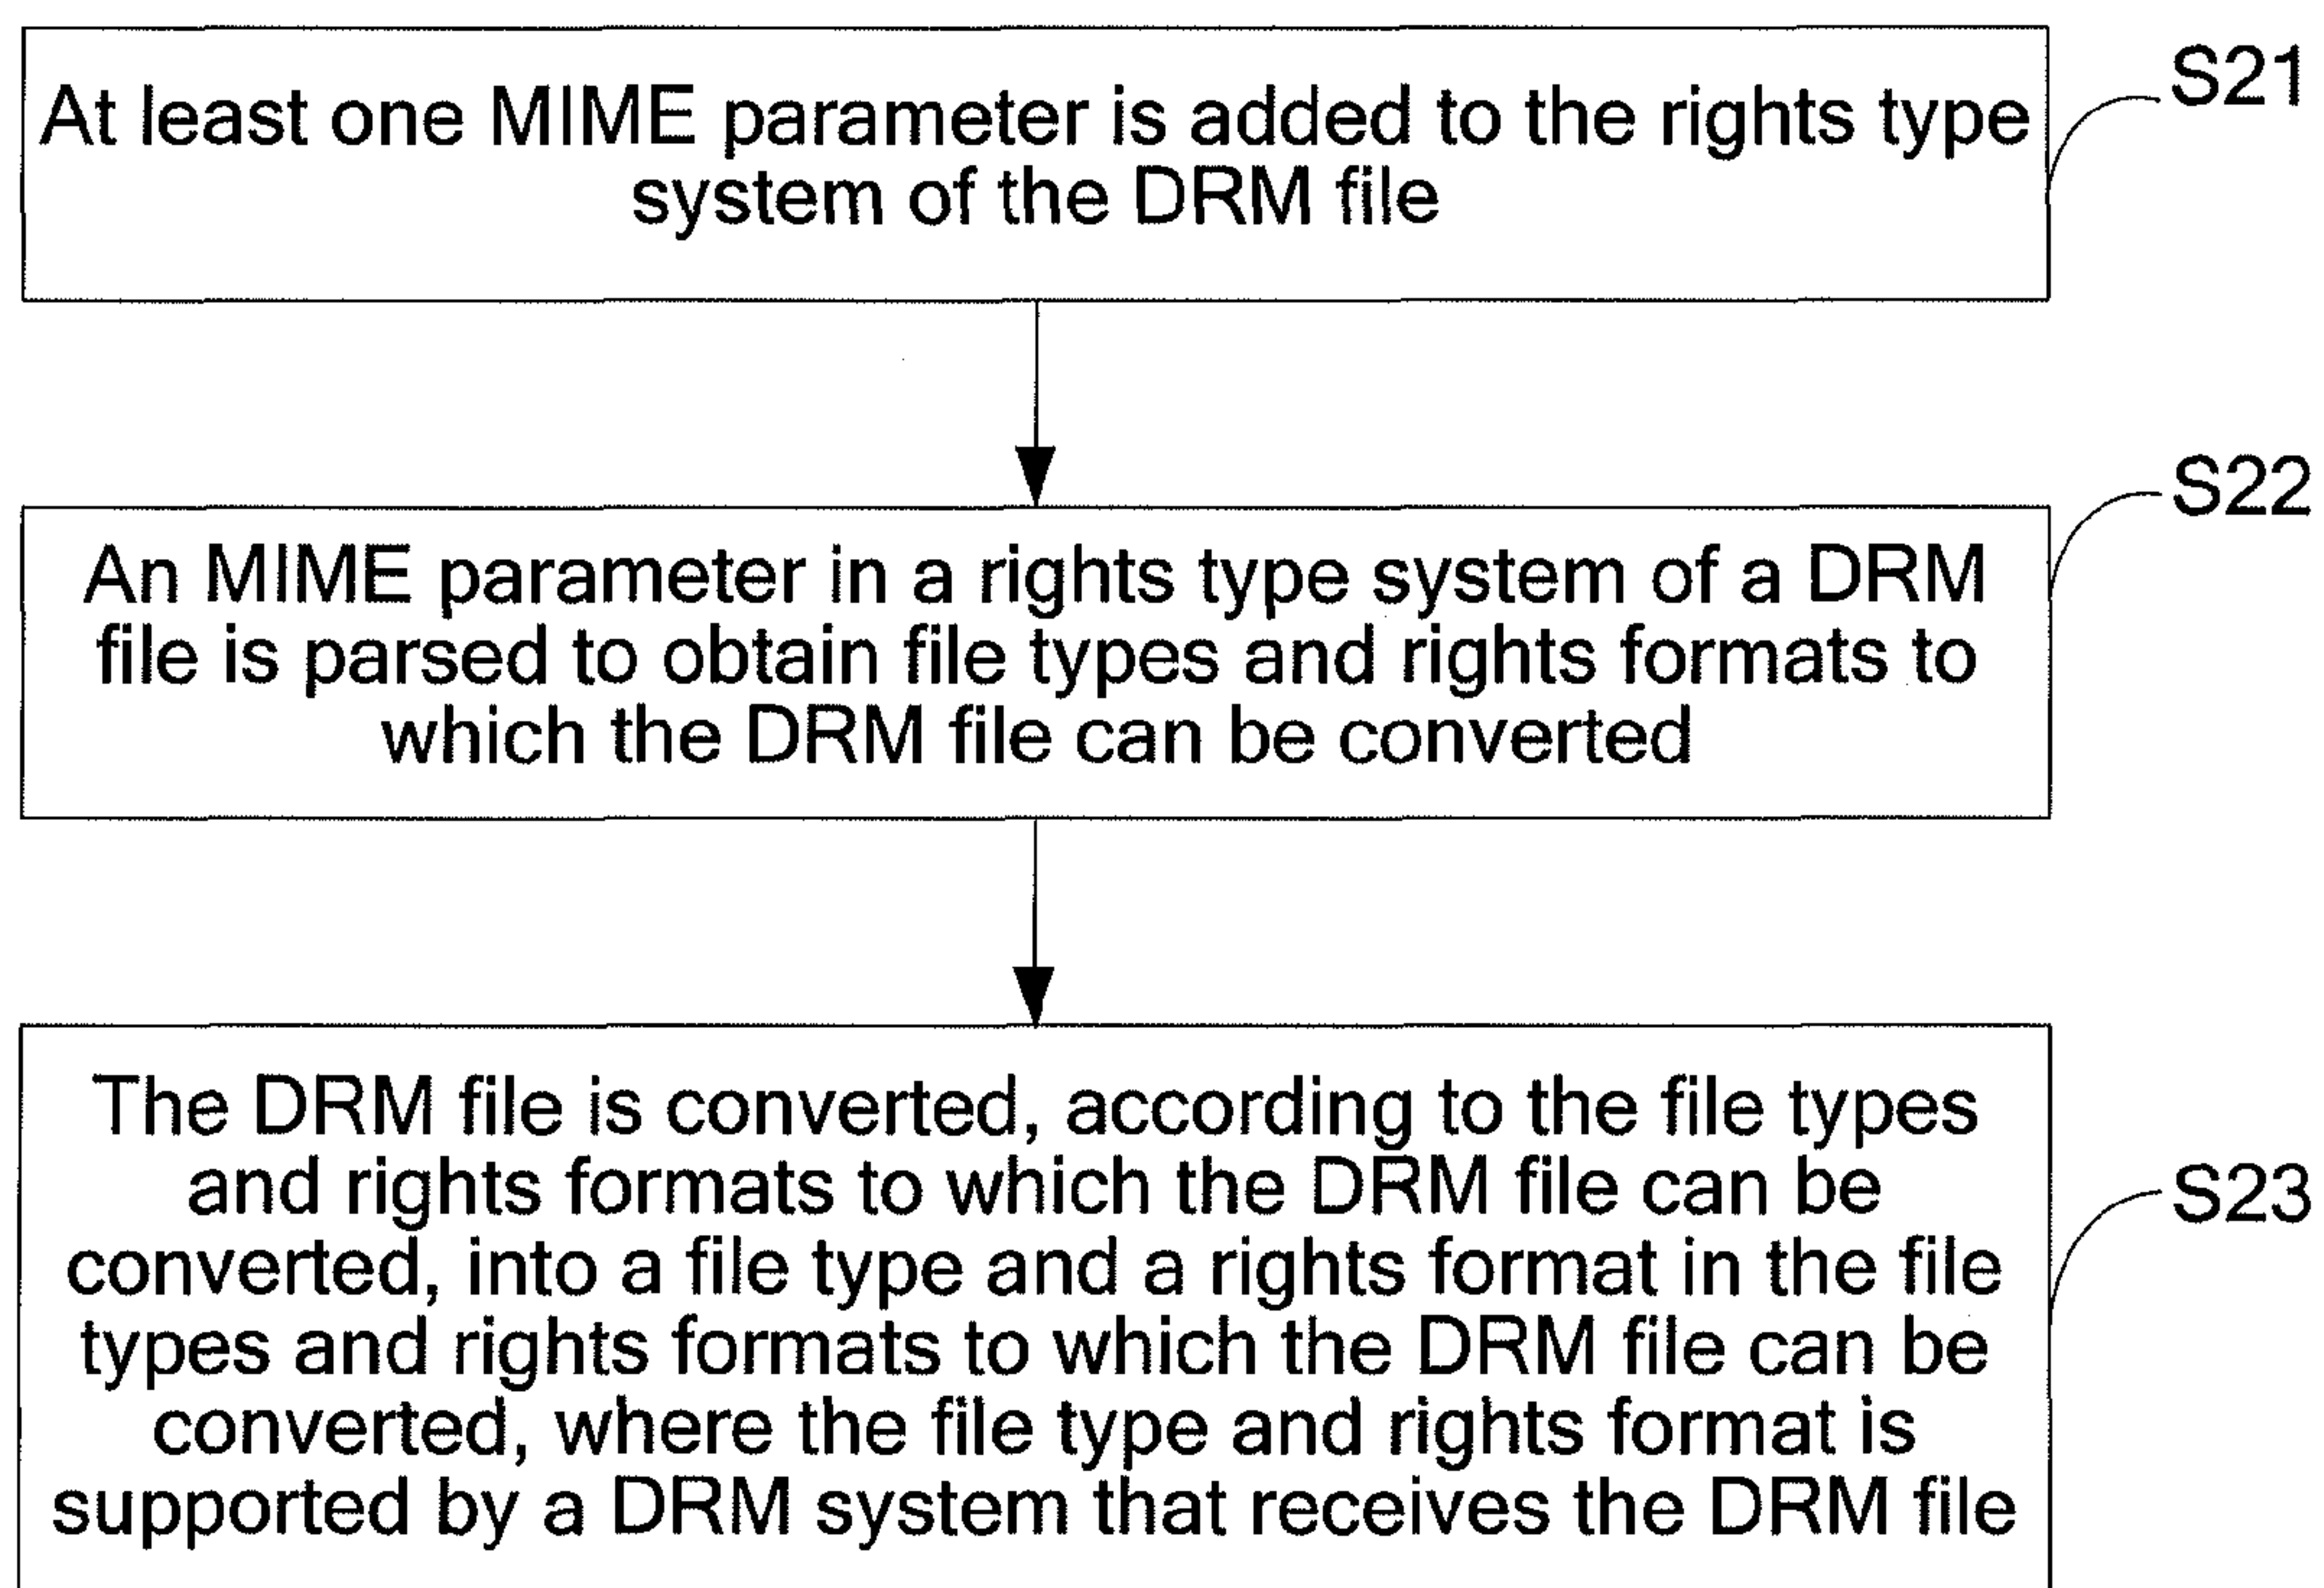 At least one MIME parameter is added to the rights type
system of the DRM file
S21
An MIME parameter in a rights type system of a DRM
file is parsed to obtain file types and rights formats to
which the DRM file can be converted
S22
The DRM file is converted, according to the file types
and rights formats to which the DRM file can be
converted, into a file type and a rights format in the file
types and rights formats to which the DRM file can be
converted, where the file type and rights format is
supported by a DRM system that receives the DRM file
S23